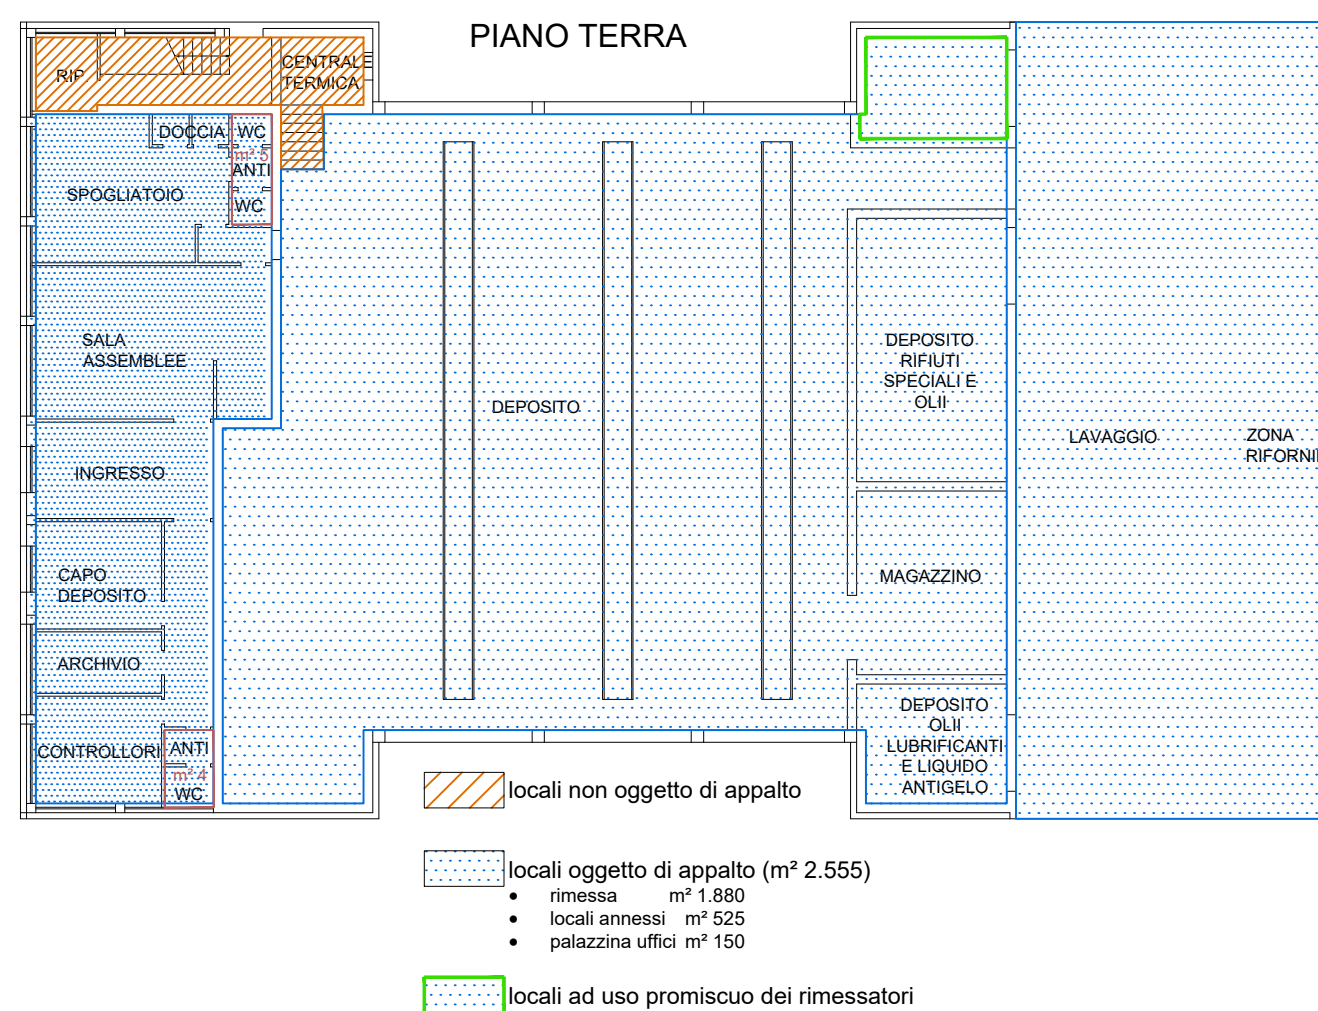 PIANO TERRA
RIP.
CENTRALE
TERMICA
DOCCIA
WC
m² 5
ANTI
WC
SPOGLIATOIO
SALA
ASSEMBLEE
INGRESSO
CAPO
DEPOSITO
ARCHIVIO
CONTROLLORI
ANTI
m² 4
WC
DEPOSITO
DEPOSITO
RIFIUTI
SPECIALI E
OLII
MAGAZZINO
DEPOSITO
OLII
LUBRIFICANTI
E LIQUIDO
ANTIGELO
LAVAGGIO
ZONA
RIFORNI
locali non oggetto di appalto
locali oggetto di appalto (m² 2.555)
• rimessa m² 1.880
• locali annessi m² 525
• palazzina uffici m² 150
locali ad uso promiscuo dei rimessatori